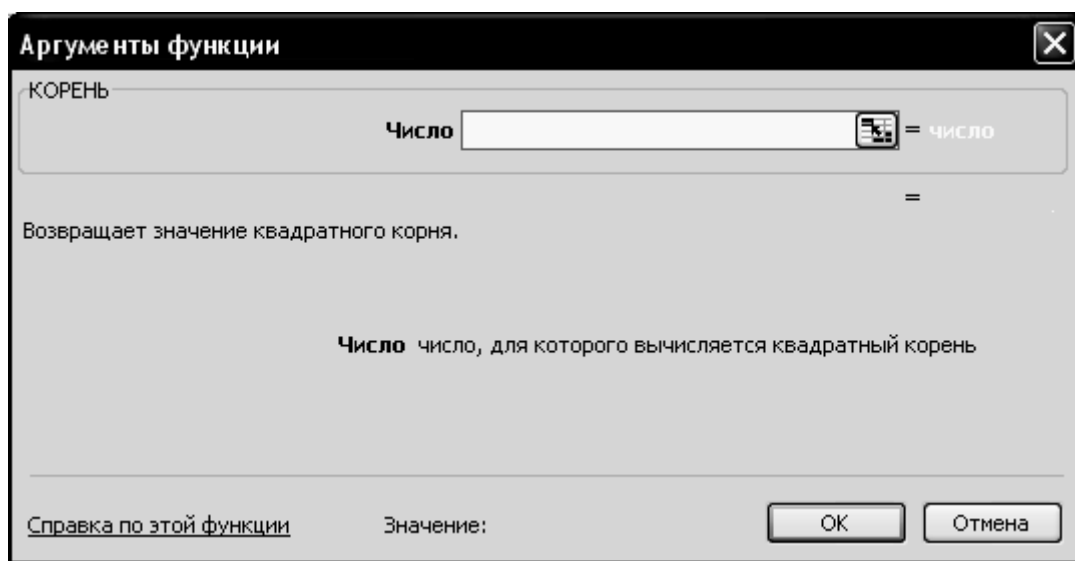 Аргументы функции
КОРЕНЬ
Число = число
=
Возвращает значение квадратного корня.
Число число, для которого вычисляется квадратный корень
Справка по этой функции Значение: OK Отмена